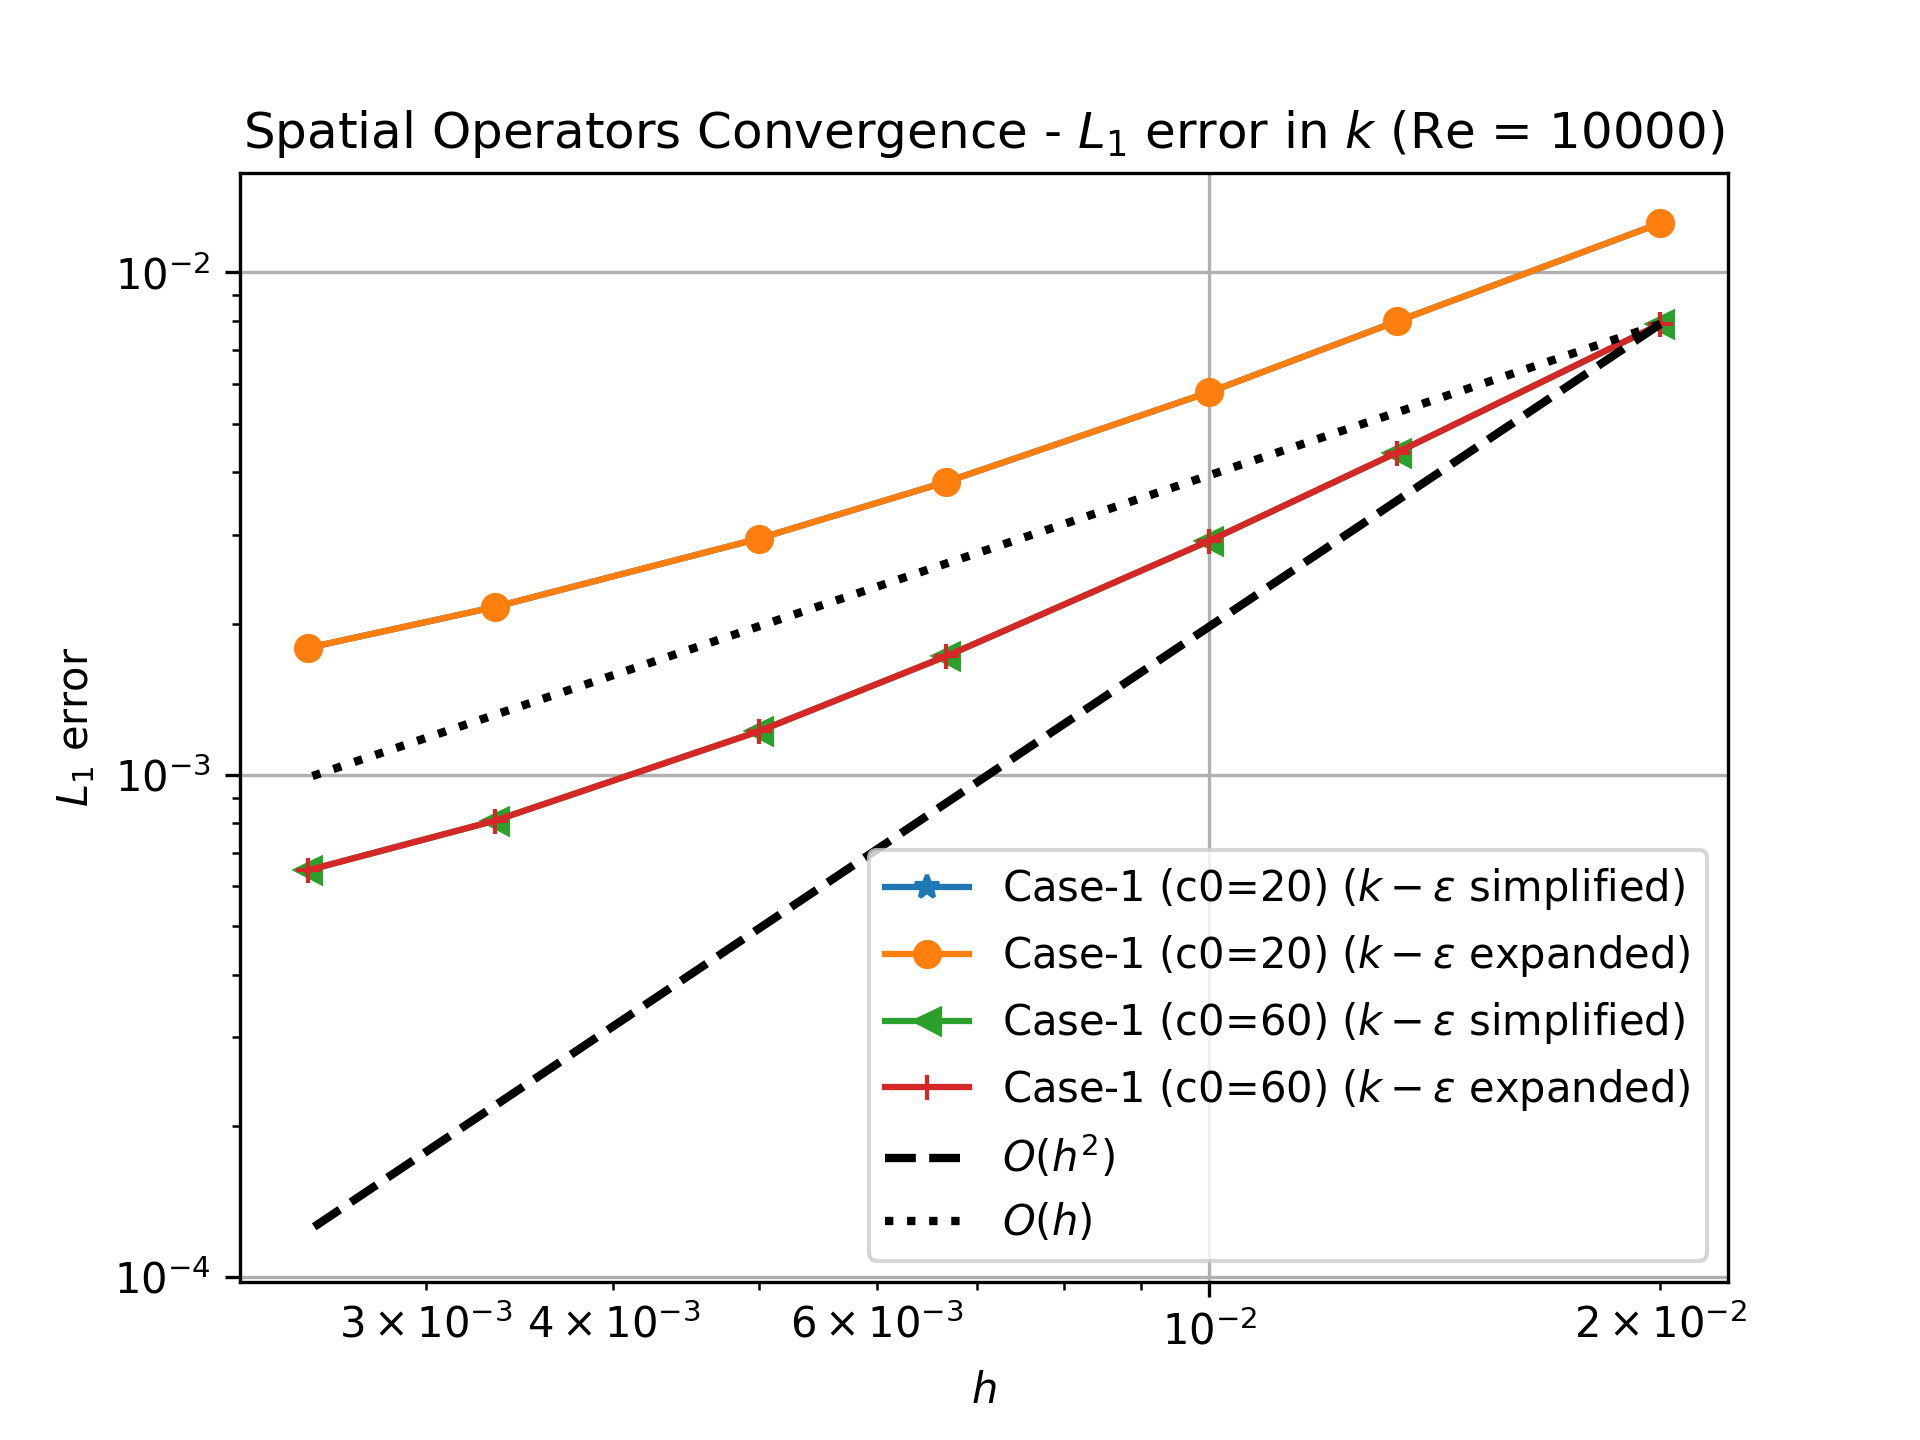 Spatial Operators Convergence - L₁ error in k (Re = 10000)
L₁ error
10⁻²
10⁻³
10⁻⁴
Case-1 (c0=20) (k − ε simplified)
Case-1 (c0=20) (k − ε expanded)
Case-1 (c0=60) (k − ε simplified)
Case-1 (c0=60) (k − ε expanded)
O(h²)
O(h)
3 × 10⁻³ 4 × 10⁻³ 6 × 10⁻³ 10⁻² 2 × 10⁻²
h